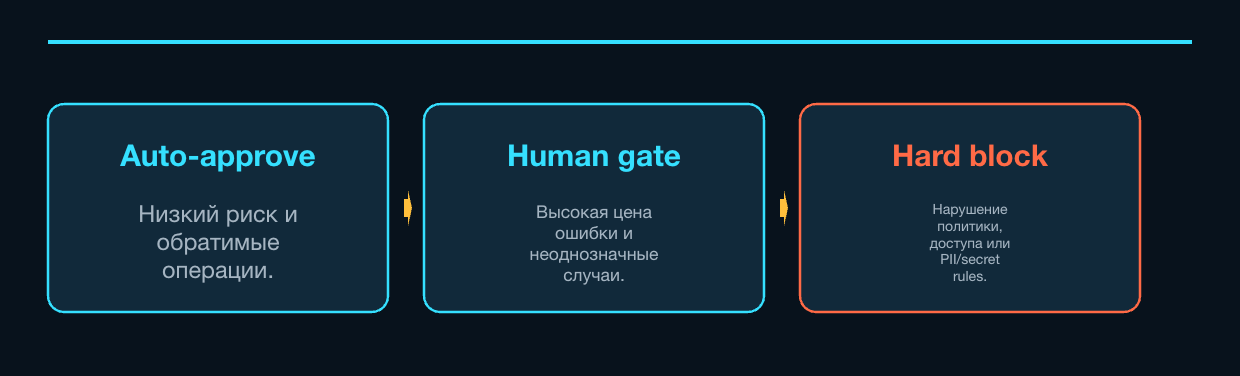 Auto-approve
Низкий риск и
обратимые
операции.
Human gate
Высокая цена
ошибки и
неоднозначные
случаи.
Hard block
Нарушение
политики,
доступа или
PII/secret
rules.